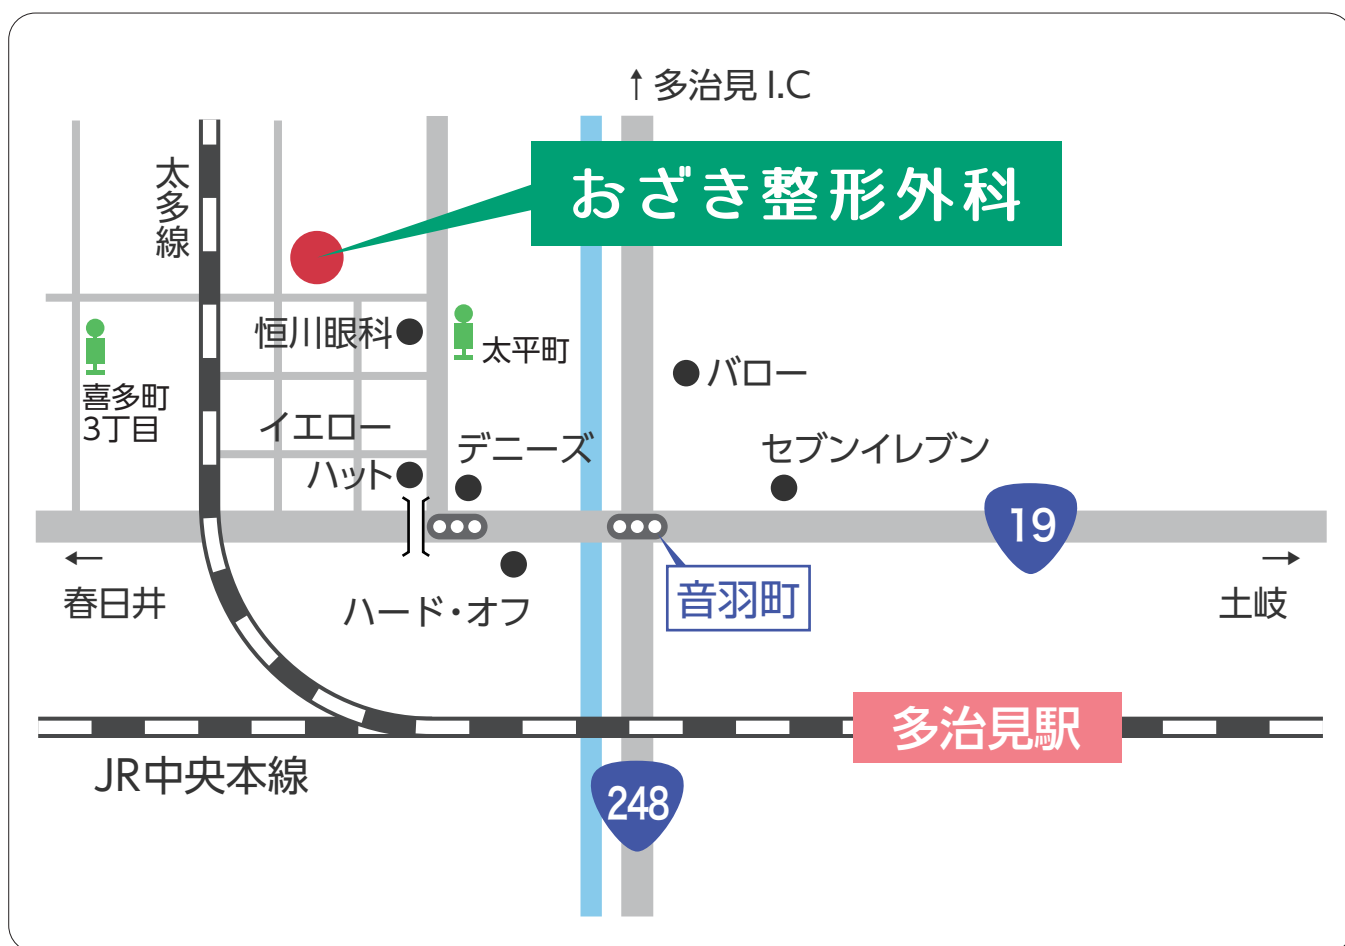 ↑多治見 I.C
おざき整形外科
太多線
恒川眼科
太平町
バロー
喜多町
3丁目
イエロー
ハット
デニーズ
セブンイレブン
19
←
春日井
ハード・オフ
音羽町
→
土岐
多治見駅
JR中央本線
248